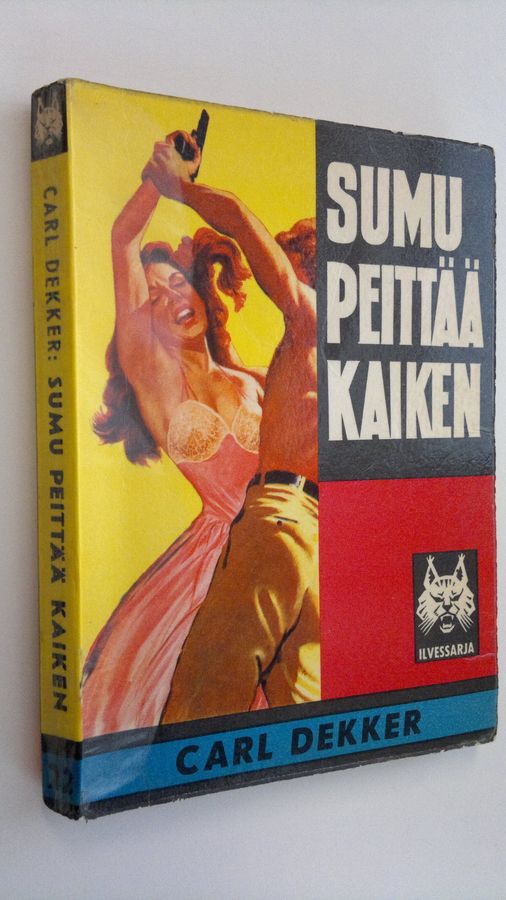 SUMU
PEITTÄÄ
KAIKEN
ILVESSARJA
CARL DEKKER
CARL DEKKER: SUMU PEITTÄÄ KAIKEN